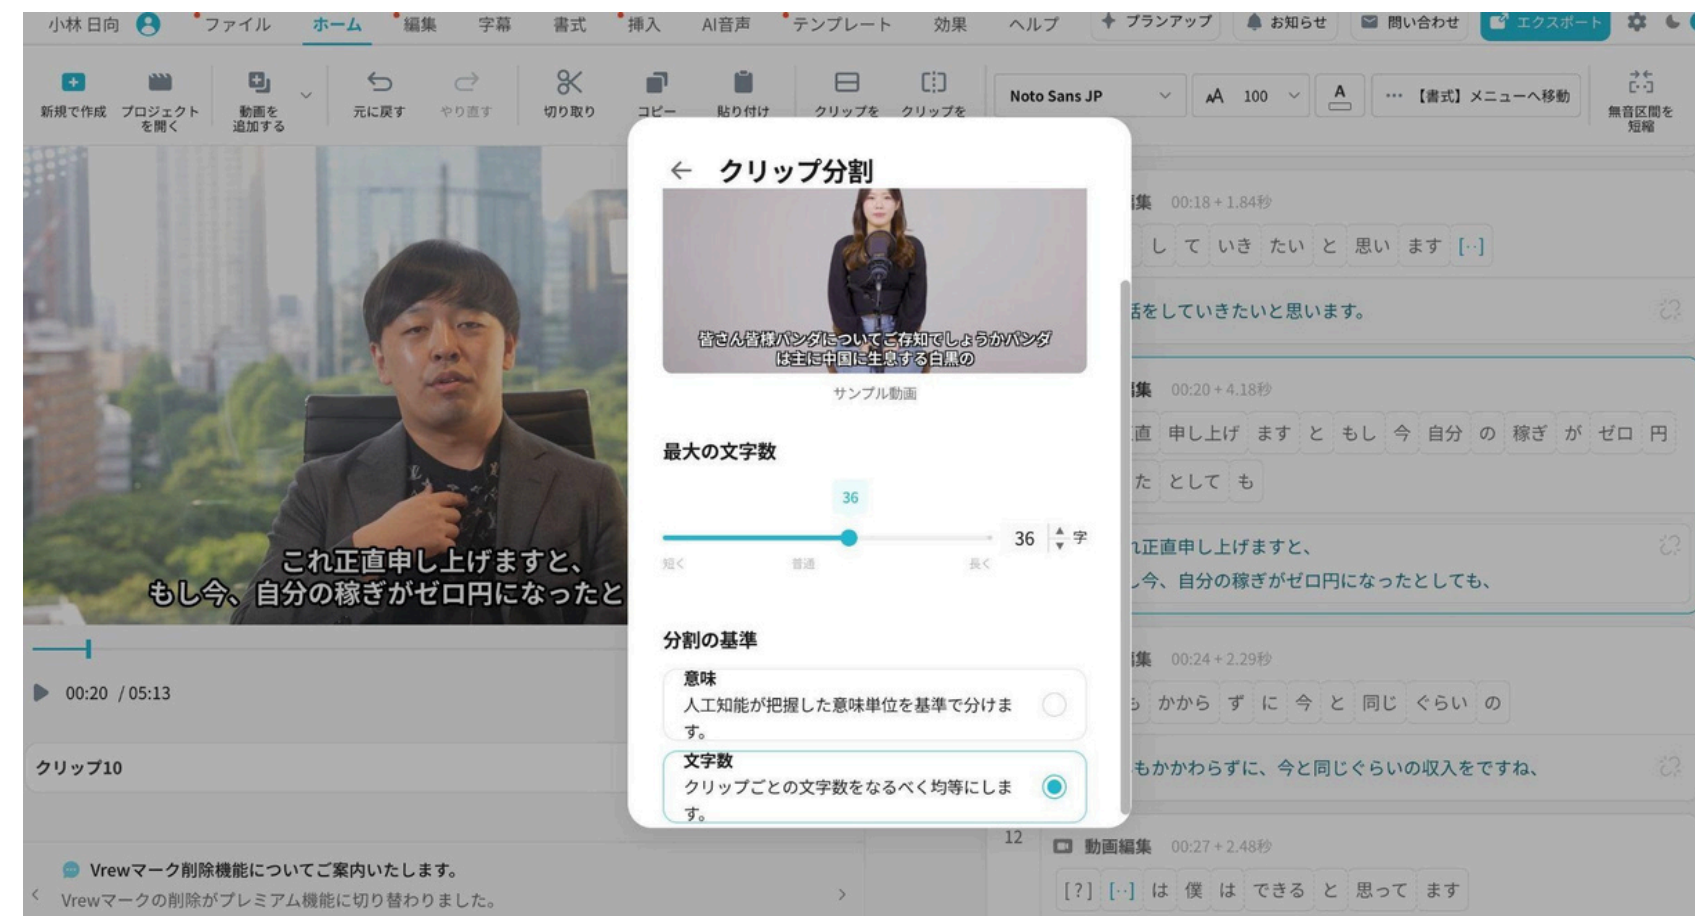 小林 日向
ファイル
ホーム
編集
字幕
書式
挿入
AI音声
テンプレート
効果
ヘルプ
プランアップ
お知らせ
問い合わせ
エクスポート
新規で作成
プロジェクト
を開く
動画を
追加する
元に戻す
やり直す
切り取り
コピー
貼り付け
クリップを
クリップを
Noto Sans JP
A 100
A
… 【書式】メニューへ移動
無音区間を
短縮
これ正直申し上げますと、
もし今、自分の稼ぎがゼロ円になったと
00:20 / 05:13
クリップ10
Vrewマーク削除機能についてご案内いたします。
Vrewマークの削除がプレミアム機能に切り替わりました。
← クリップ分割
皆さん皆様パンダについてご存知でしょうかパンダ
は主に中国に生息する白黒の
サンプル動画
最大の文字数
36
36 字
短く 普通 長く
分割の基準
意味
人工知能が把握した意味単位を基準で分けま
す。
文字数
クリップごとの文字数をなるべく均等にしま
す。
集 00:18 + 1.84秒
し て いき たい と 思い ます [··]
話をしていきたいと思います。
集 00:20 + 4.18秒
直 申し上げ ます と もし 今 自分 の 稼ぎ が ゼロ 円
た として も
正直申し上げますと、
今、自分の稼ぎがゼロ円になったとしても、
集 00:24 + 2.29秒
も かから ず に 今 と 同じ ぐらい の
もかかわらずに、今と同じぐらいの収入をですね、
12
動画編集 00:27 + 2.48秒
[?] [··] は 僕 は できる と 思って ます